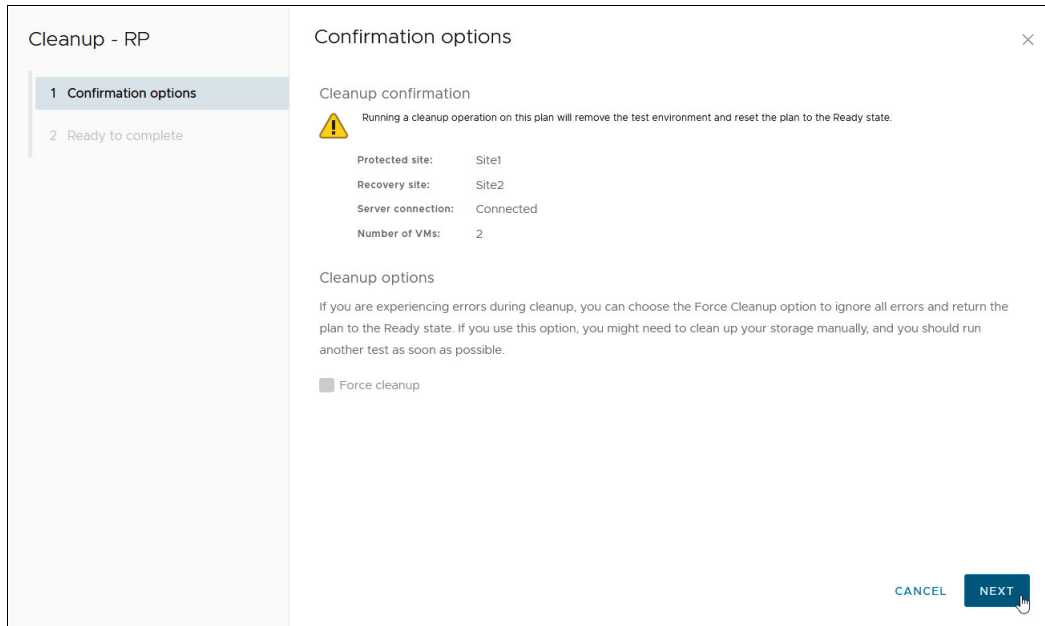 Cleanup - RP
1 Confirmation options
2 Ready to complete
Confirmation options
Cleanup confirmation
Running a cleanup operation on this plan will remove the test environment and reset the plan to the Ready state.
Protected site: Site1
Recovery site: Site2
Server connection: Connected
Number of VMs: 2
Cleanup options
If you are experiencing errors during cleanup, you can choose the Force Cleanup option to ignore all errors and return the
plan to the Ready state. If you use this option, you might need to clean up your storage manually, and you should run
another test as soon as possible.
Force cleanup
CANCEL NEXT